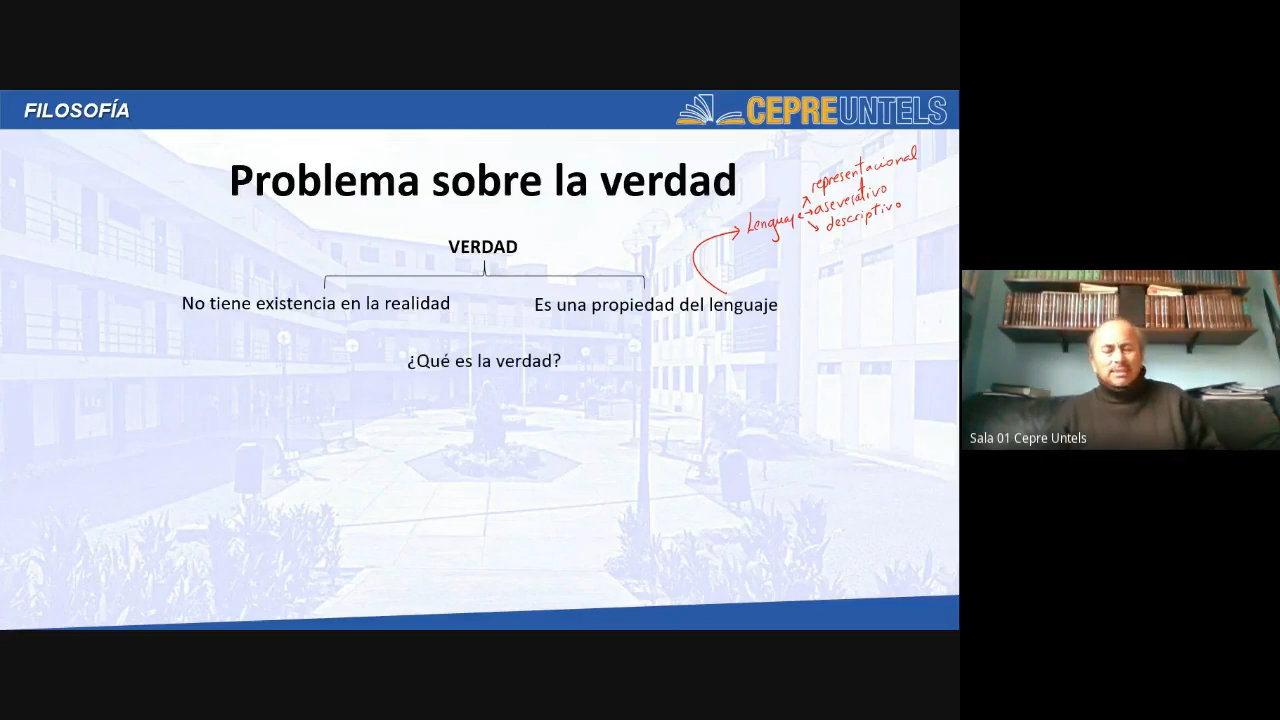 FILOSOFÍA
CEPREUNTELS
Problema sobre la verdad
representacional
Lenguaje
aseverativo
descriptivo
VERDAD
No tiene existencia en la realidad
Es una propiedad del lenguaje
¿Qué es la verdad?
Sala 01 Cepre Untels